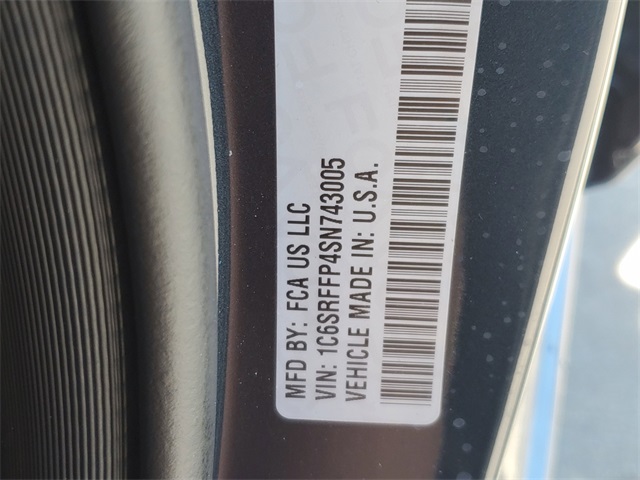 MFD BY: FCA US LLC
VIN: 1C6SRFFP4SN743005
VEHICLE MADE IN: U.S.A.